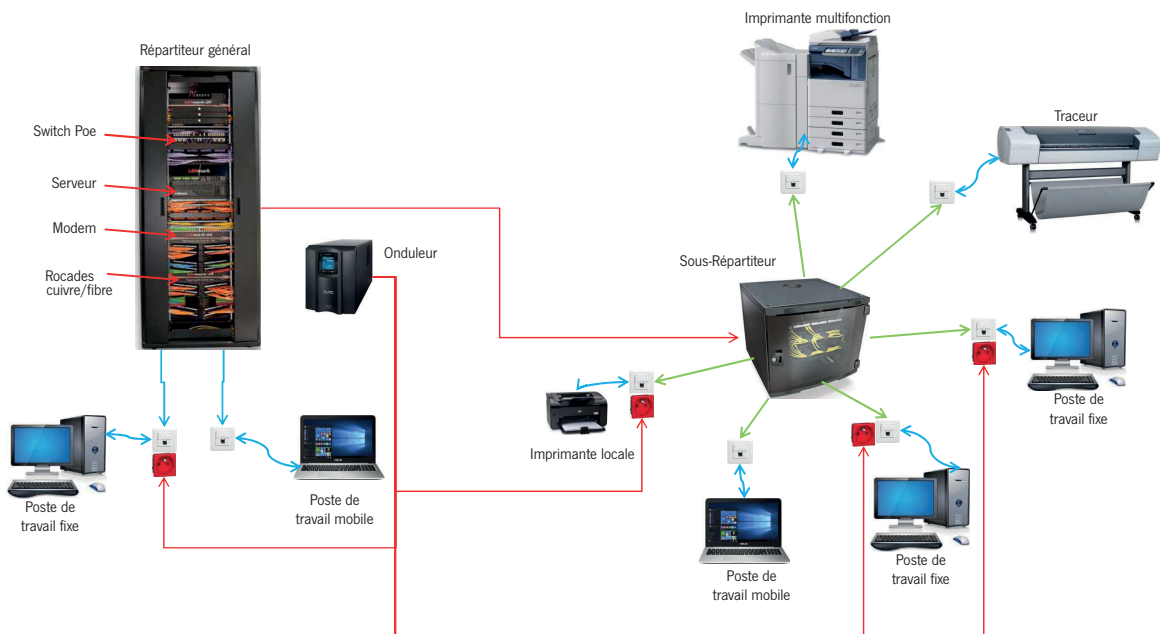 Imprimante multifonction
Répartiteur général
Switch Poe
Serveur
Modem
Rocades
cuivre/fibre
Onduleur
Traceur
Sous-Répartiteur
Poste de
travail fixe
Poste de
travail mobile
Imprimante locale
Poste de
travail mobile
Poste de
travail fixe
Poste de
travail fixe